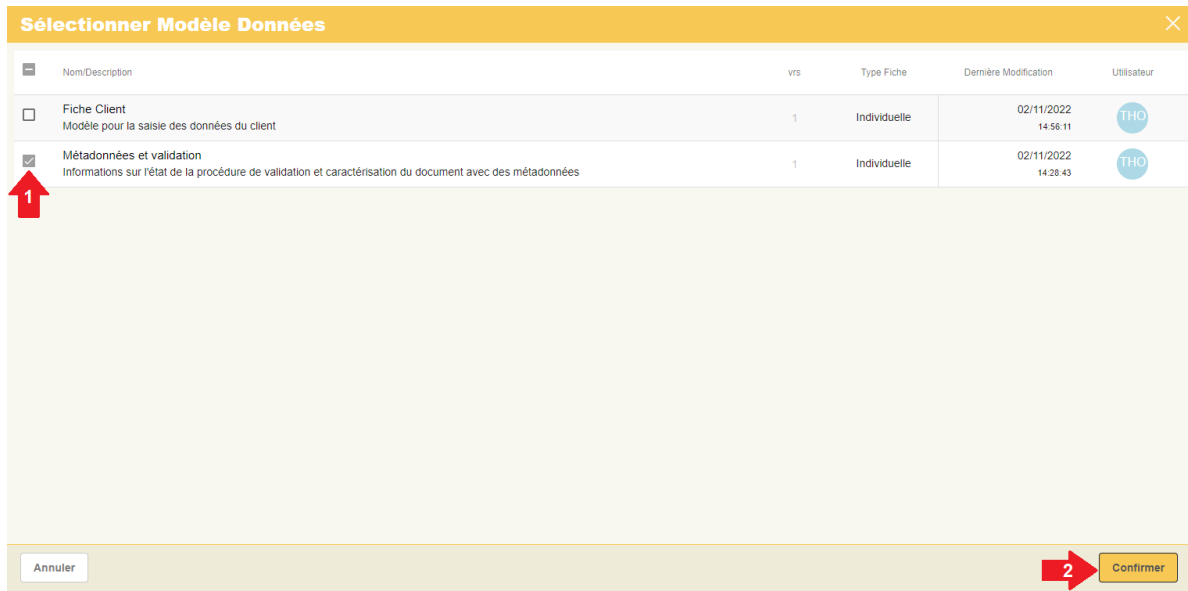 Sélectionner Modèle Données
Nom/Description vrs Type Fiche Dernière Modification Utilisateur
Fiche Client
Modèle pour la saisie des données du client
1 Individuelle 02/11/2022
14:56:11
THO
Métadonnées et validation
Informations sur l'état de la procédure de validation et caractérisation du document avec des métadonnées
1 Individuelle 02/11/2022
14:28:43
THO
1
Annuler
2
Confirmer